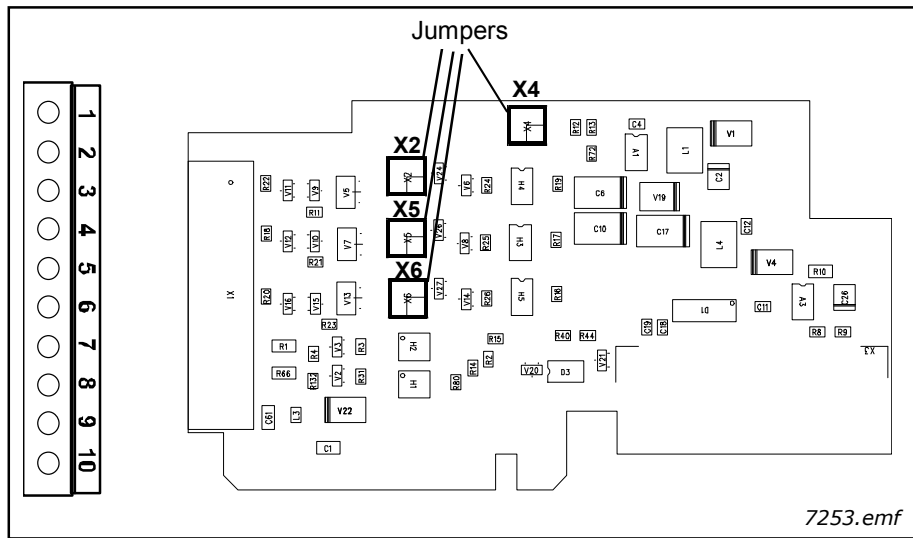 Jumpers
X4
X2
X5
X6
1
2
3
4
5
6
7
8
9
10
X1
X4
R12
R13
C4
R72
A1
L1
V1
C2
R22
V11
V9
V5
X2
V24
V6
R24
H4
R19
C6
V19
R11
R18
V12
V10
V7
X5
V26
V8
R25
H3
R17
C10
C17
L4
C12
R21
V4
R10
R20
V16
V15
V13
X6
V27
V14
R26
H5
R16
D1
C11
A3
C26
R23
C19
C18
R8
R9
R1
R4
V3
R3
H2
R15
R40
R44
X3
R66
R132
V2
R31
H1
R80
R14
R2
V20
D3
V21
C61
L3
V22
C1
7253.emf